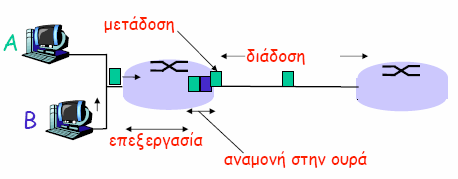 μετάδοση
A
διάδοση
B
επεξεργασία
αναμονή στην ουρά